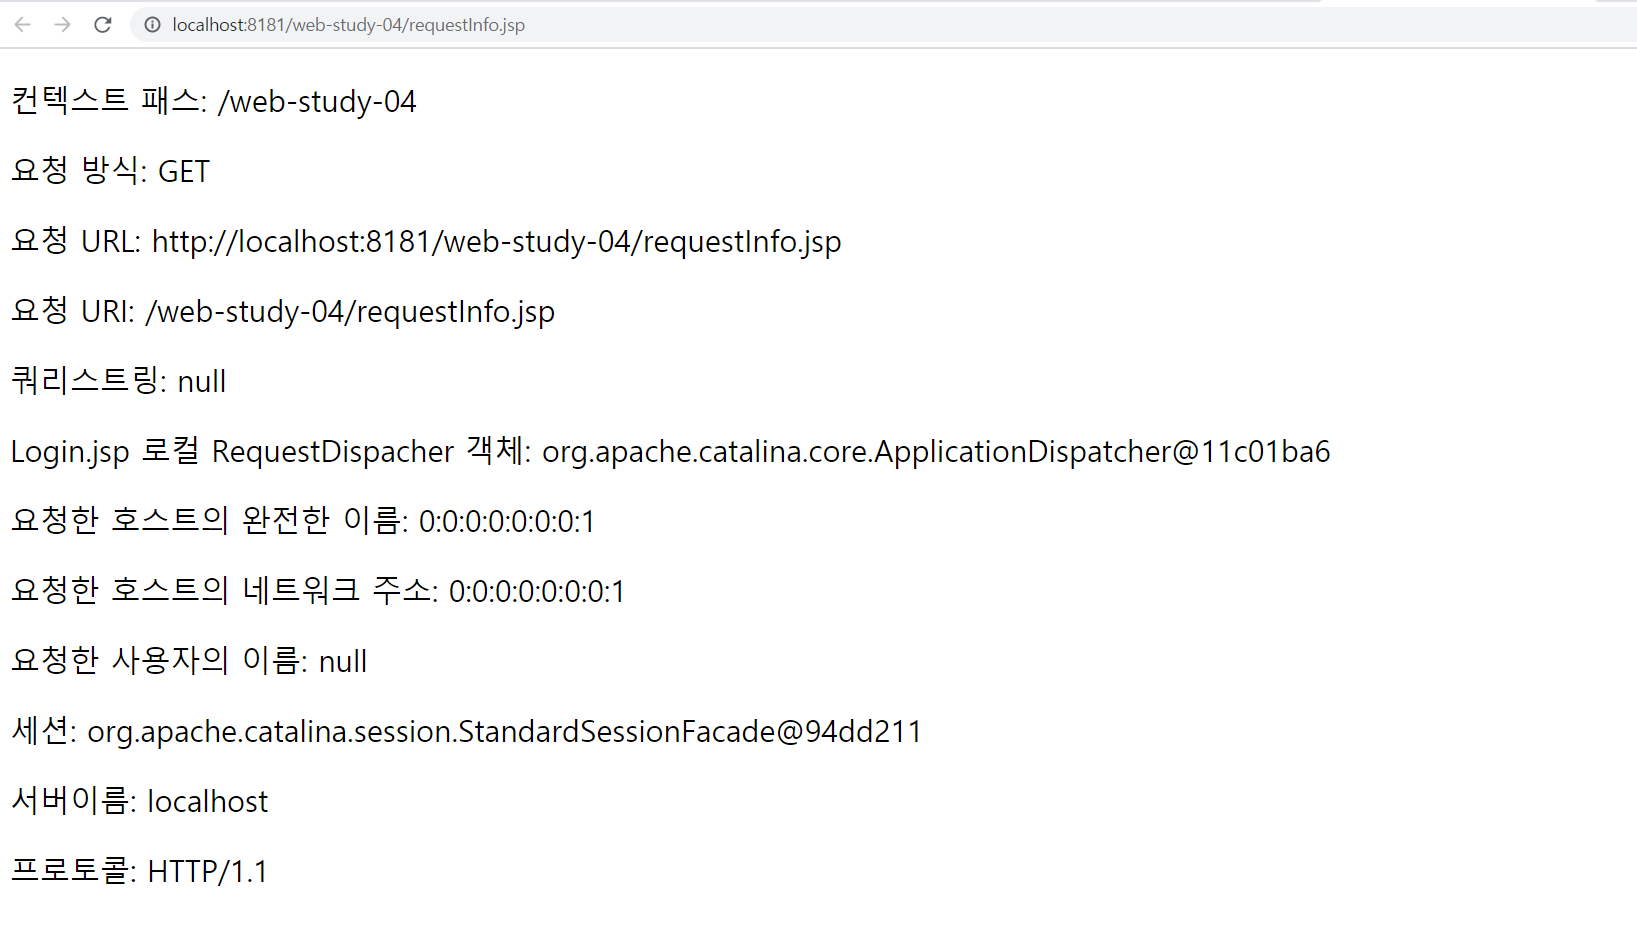 localhost:8181/web-study-04/requestInfo.jsp
컨텍스트 패스: /web-study-04
요청 방식: GET
요청 URL: http://localhost:8181/web-study-04/requestInfo.jsp
요청 URI: /web-study-04/requestInfo.jsp
쿼리스트링: null
Login.jsp 로컬 RequestDispacher 객체: org.apache.catalina.core.ApplicationDispatcher@11c01ba6
요청한 호스트의 완전한 이름: 0:0:0:0:0:0:0:1
요청한 호스트의 네트워크 주소: 0:0:0:0:0:0:0:1
요청한 사용자의 이름: null
세션: org.apache.catalina.session.StandardSessionFacade@94dd211
서버이름: localhost
프로토콜: HTTP/1.1